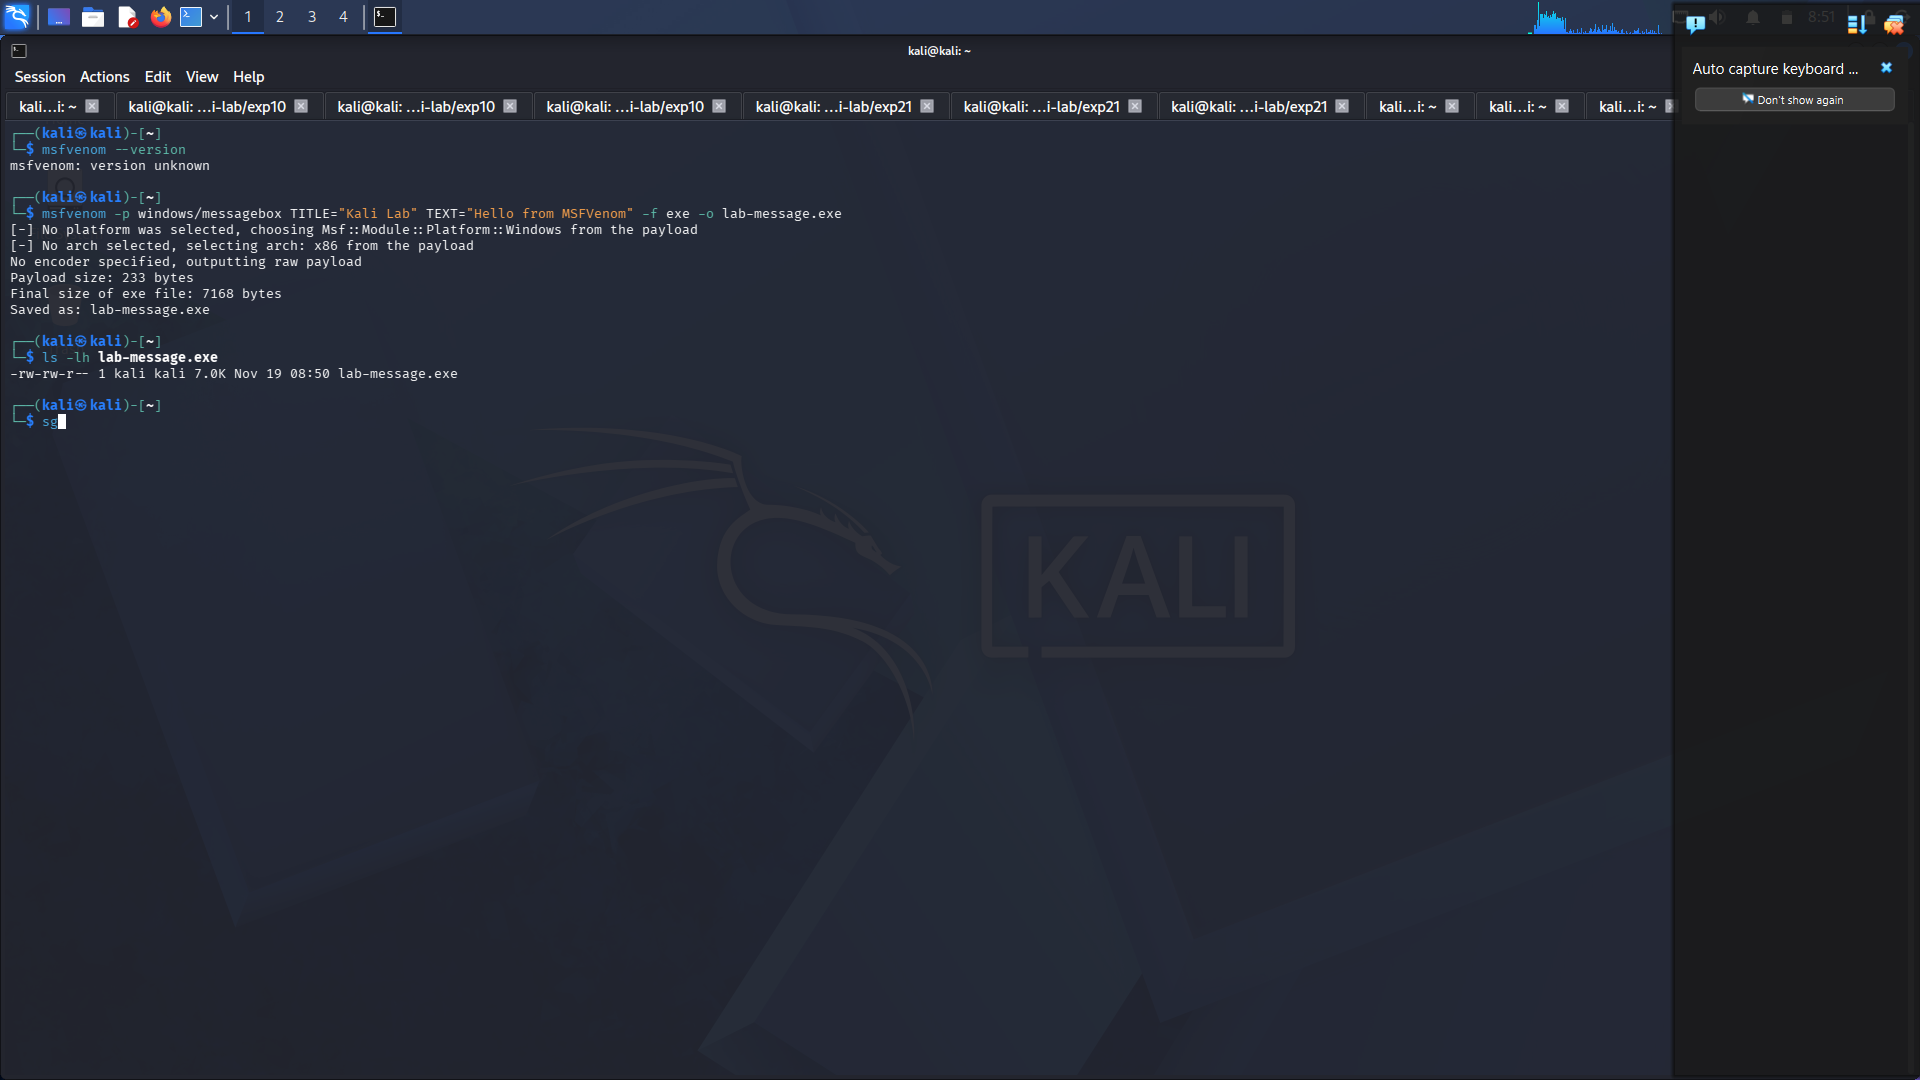 1 2 3 4 8:51
kali@kali: ~
Session Actions Edit View Help
kali...i: ~ kali@kali: ...i-lab/exp10 kali@kali: ...i-lab/exp10 kali@kali: ...i-lab/exp10 kali@kali: ...i-lab/exp21 kali@kali: ...i-lab/exp21 kali@kali: ...i-lab/exp21 kali...i: ~ kali...i: ~ kali...i: ~
Auto capture keyboard ...
Don't show again
┌──(kali㉿kali)-[~]
└─$ msfvenom --version
msfvenom: version unknown
┌──(kali㉿kali)-[~]
└─$ msfvenom -p windows/messagebox TITLE="Kali Lab" TEXT="Hello from MSFVenom" -f exe -o lab-message.exe
[-] No platform was selected, choosing Msf::Module::Platform::Windows from the payload
[-] No arch selected, selecting arch: x86 from the payload
No encoder specified, outputting raw payload
Payload size: 233 bytes
Final size of exe file: 7168 bytes
Saved as: lab-message.exe
┌──(kali㉿kali)-[~]
└─$ ls -lh lab-message.exe
-rw-rw-r-- 1 kali kali 7.0K Nov 19 08:50 lab-message.exe
┌──(kali㉿kali)-[~]
└─$ sg
KALI